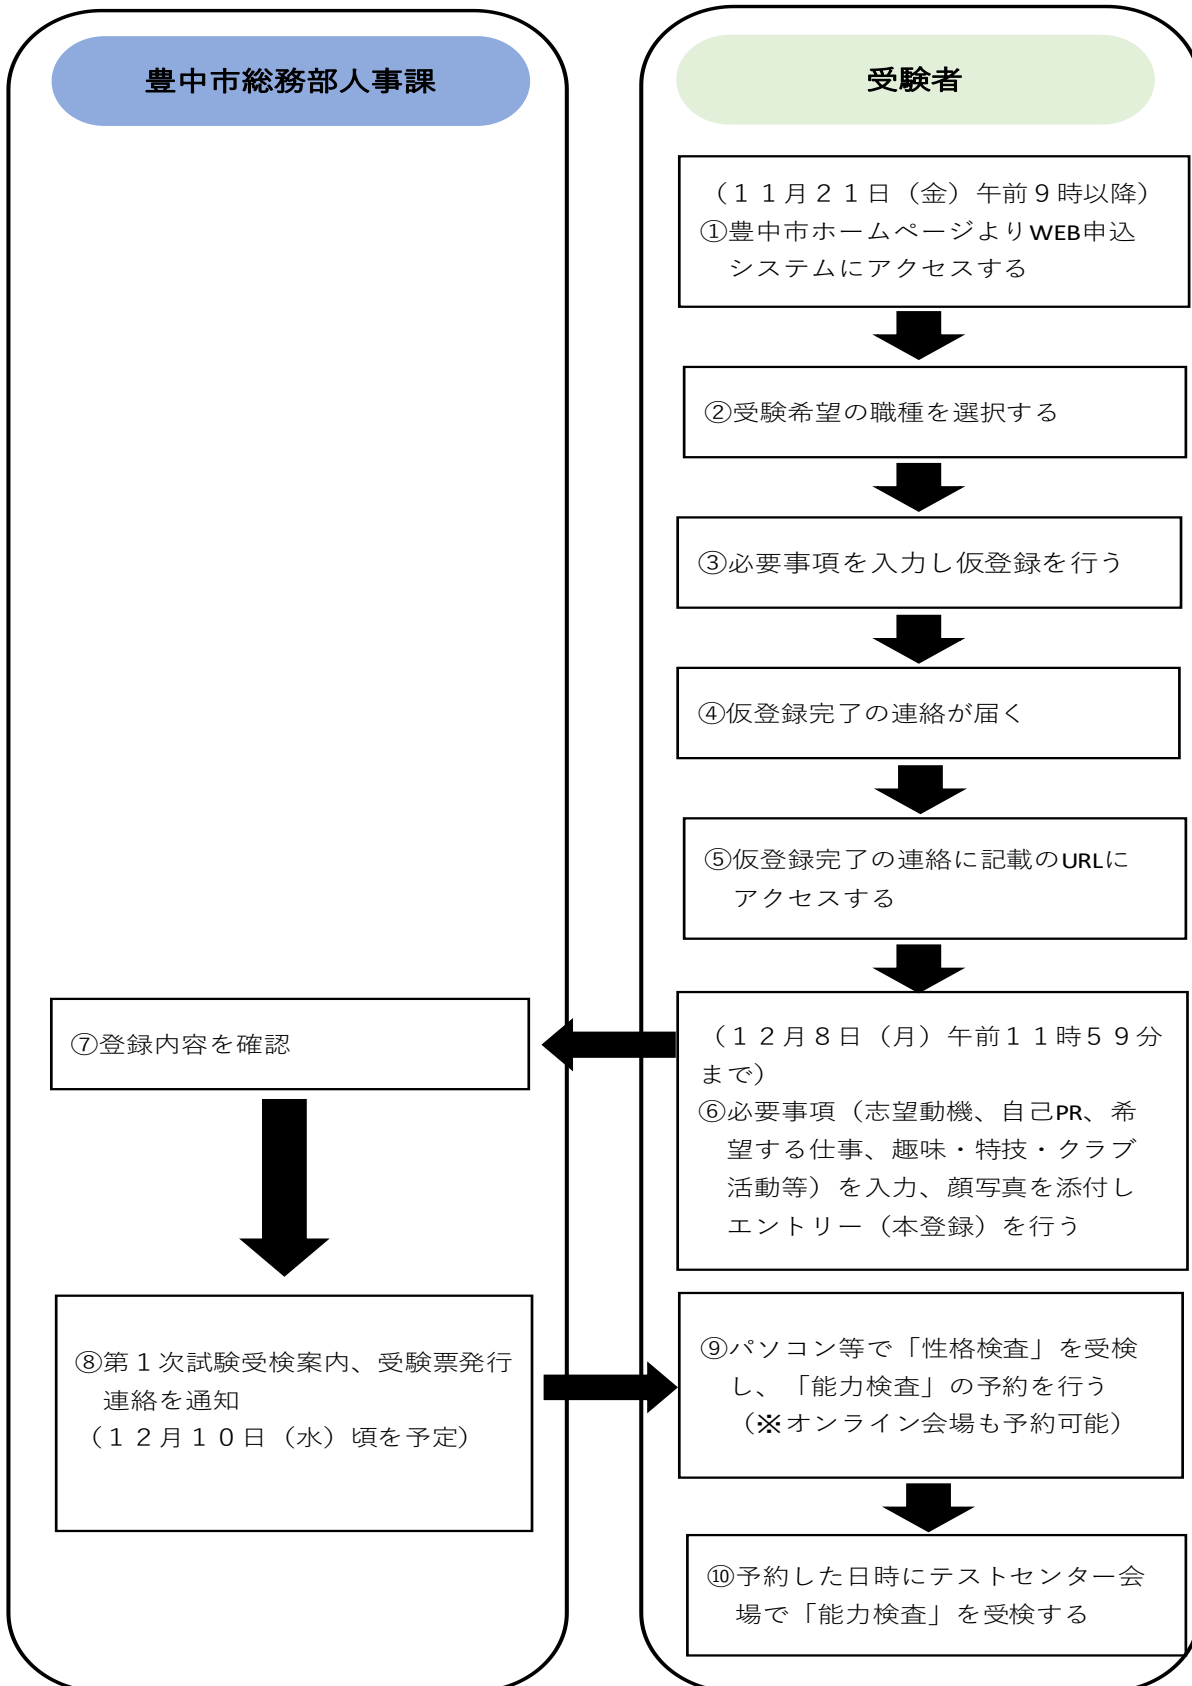 豊中市総務部人事課
受験者
（１１月２１日（金）午前９時以降）
①豊中市ホームページよりWEB申込
システムにアクセスする
②受験希望の職種を選択する
③必要事項を入力し仮登録を行う
④仮登録完了の連絡が届く
⑤仮登録完了の連絡に記載のURLに
アクセスする
（１２月８日（月）午前１１時５９分
まで）
⑥必要事項（志望動機、自己PR、希
望する仕事、趣味・特技・クラブ
活動等）を入力、顔写真を添付し
エントリー（本登録）を行う
⑦登録内容を確認
⑧第１次試験受検案内、受験票発行
連絡を通知
（１２月１０日（水）頃を予定）
⑨パソコン等で「性格検査」を受検
し、「能力検査」の予約を行う
（※オンライン会場も予約可能）
⑩予約した日時にテストセンター会
場で「能力検査」を受検する